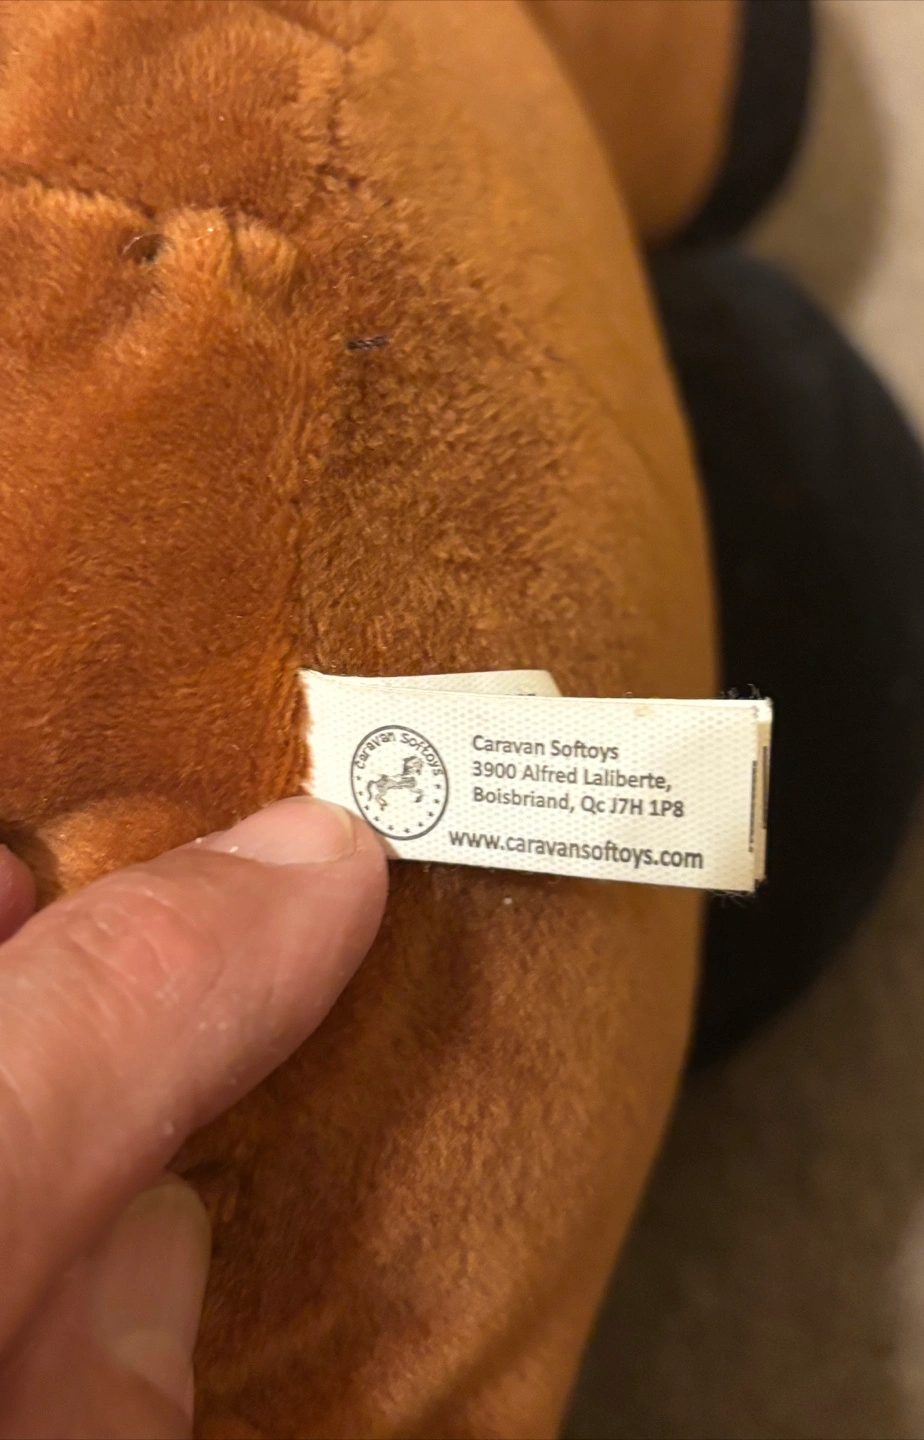 caravan softoys
Caravan Softoys
3900 Alfred Laliberte,
Boisbriand, Qc J7H 1P8
www.caravansoftoys.com